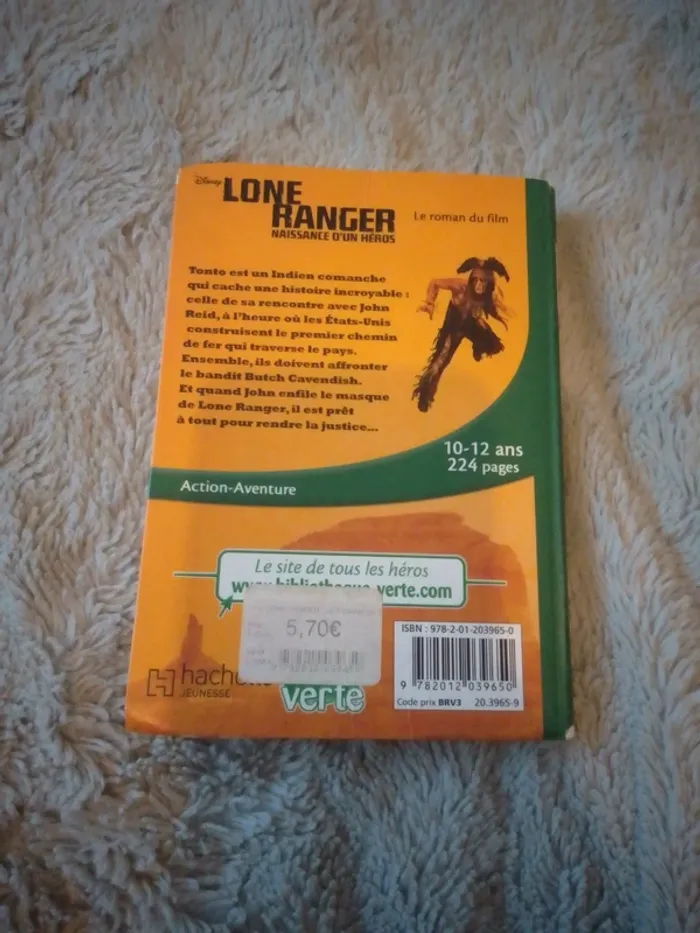 Disney
LONE
RANGER
NAISSANCE D'UN HÉROS
Le roman du film
Tonto est un Indien comanche
qui cache une histoire incroyable :
celle de sa rencontre avec John
Reid, à l'heure où les États-Unis
construisent le premier chemin
de fer qui traverse le pays.
Ensemble, ils doivent affronter
le bandit Butch Cavendish.
Et quand John enfile le masque
de Lone Ranger, il est prêt
à tout pour rendre la justice...
10-12 ans
224 pages
Action-Aventure
Le site de tous les héros
www.bibliotheque-verte.com
5,70€
hachette
JEUNESSE
verte
ISBN : 978-2-01-203965-0
9 782012 039650
Code prix BRV3 20.3965-9